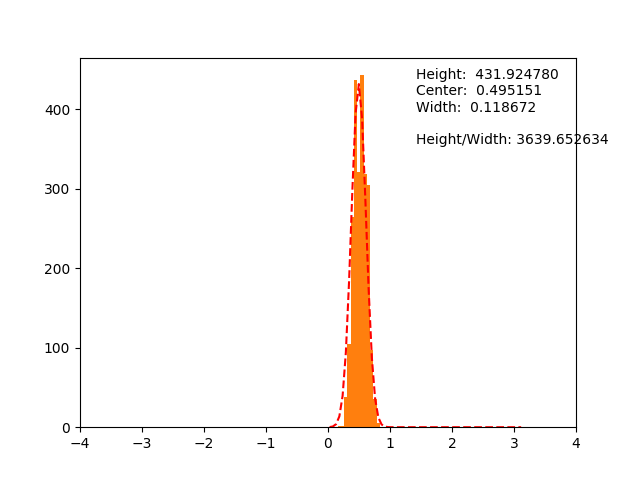 Height: 431.924780
Center: 0.495151
Width: 0.118672
Height/Width: 3639.652634
400
300
200
100
0
−4 −3 −2 −1 0 1 2 3 4